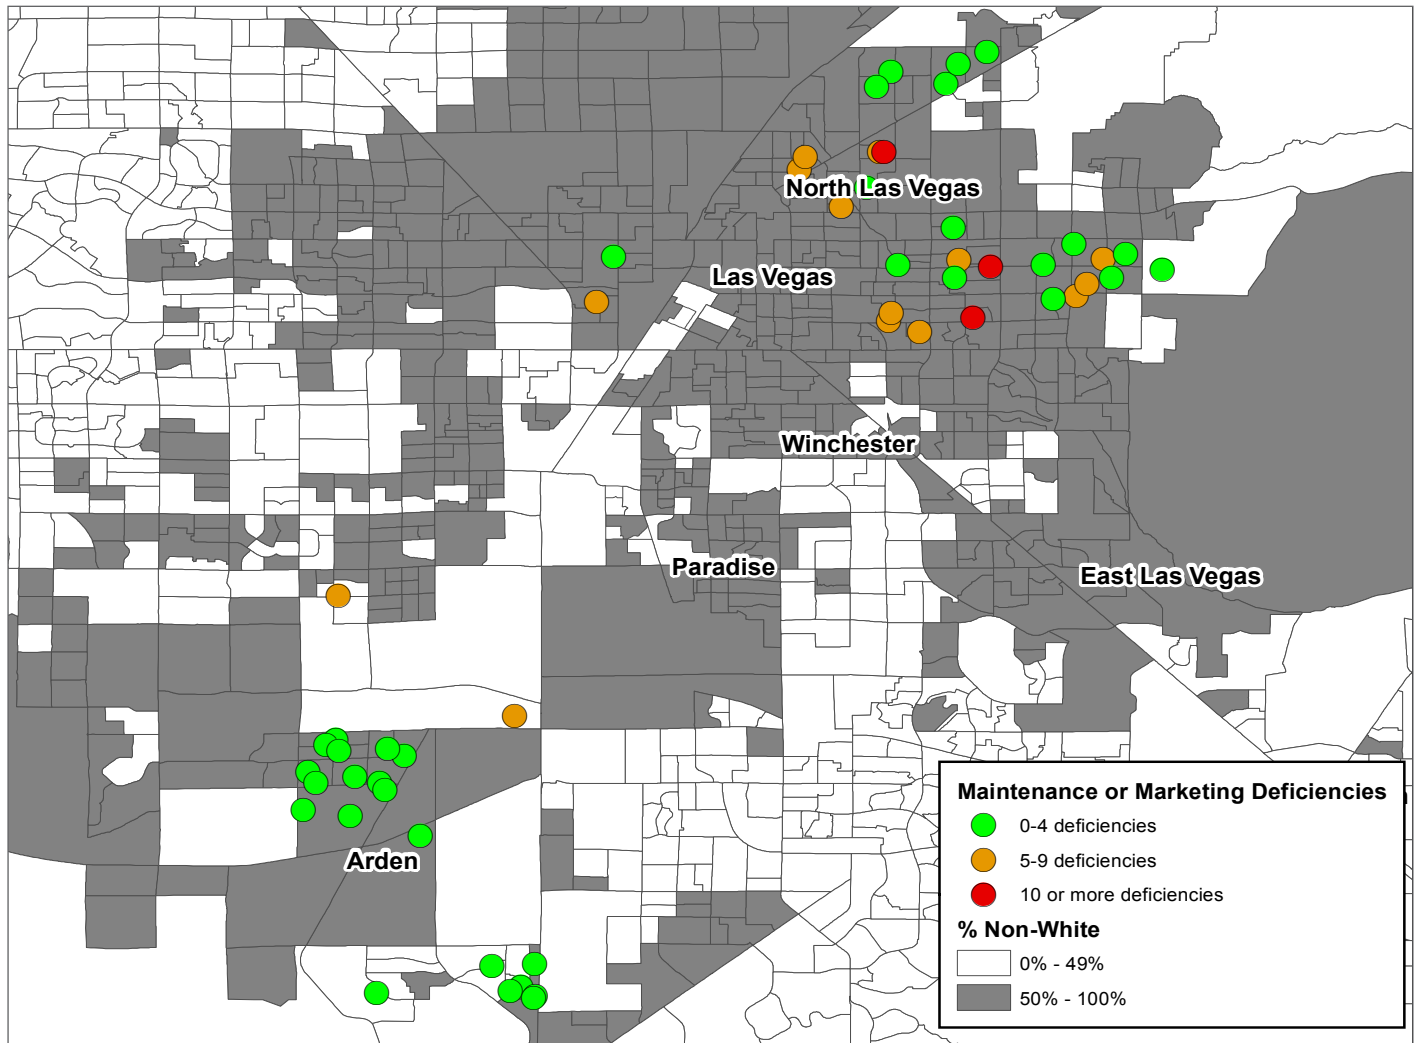 North Las Vegas
Las Vegas
Winchester
Paradise
East Las Vegas
Arden
Maintenance or Marketing Deficiencies
0-4 deficiencies
5-9 deficiencies
10 or more deficiencies
% Non-White
0% - 49%
50% - 100%